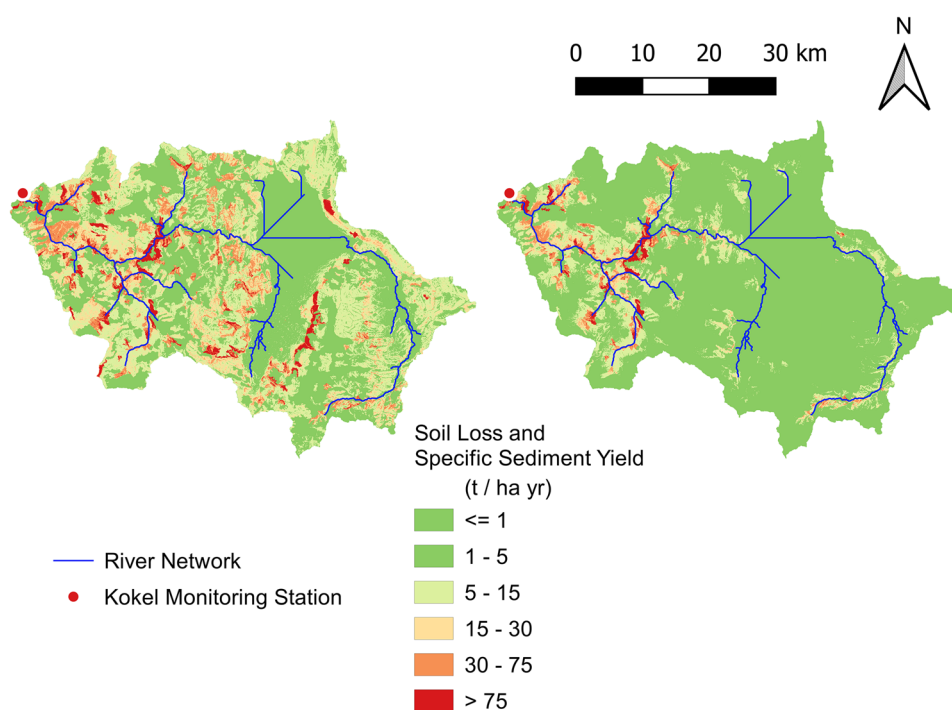 N
0 10 20 30 km
Soil Loss and
Specific Sediment Yield
(t / ha yr)
<= 1
1 - 5
5 - 15
15 - 30
30 - 75
> 75
River Network
Kokel Monitoring Station